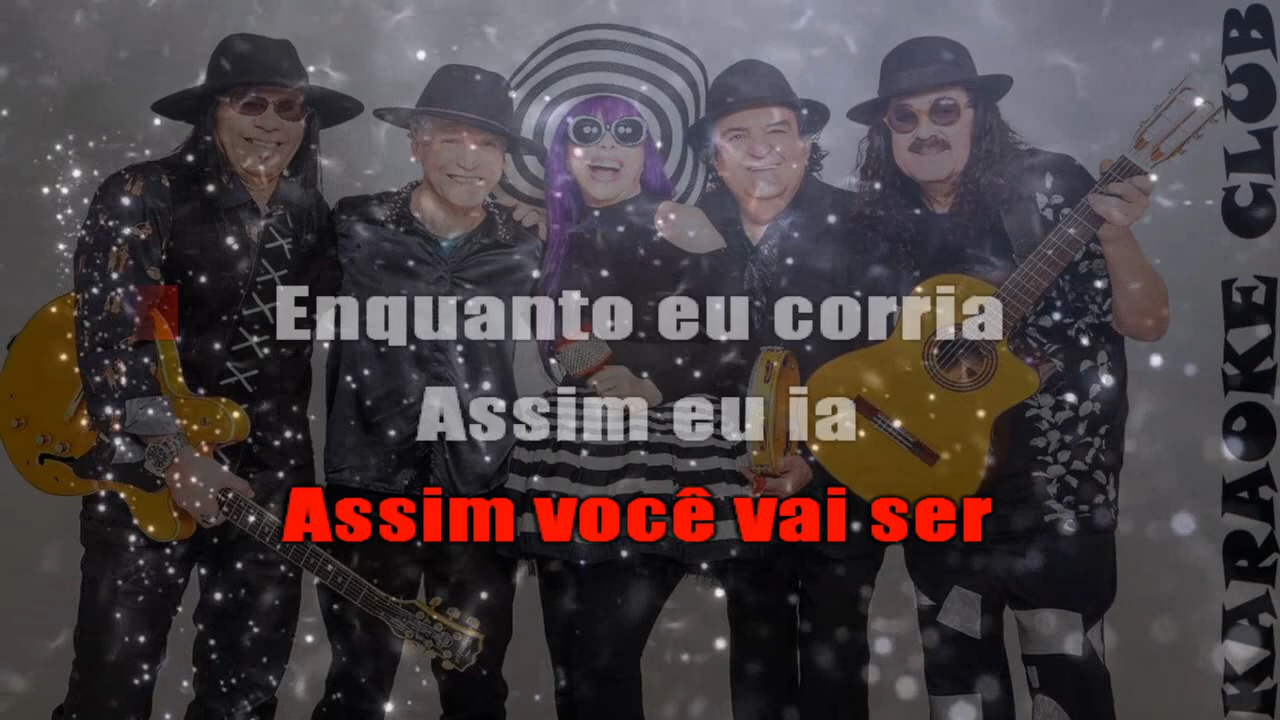 Enquanto eu corria
Assim eu ia
Assim você vai ser
KARAOKE CLUB